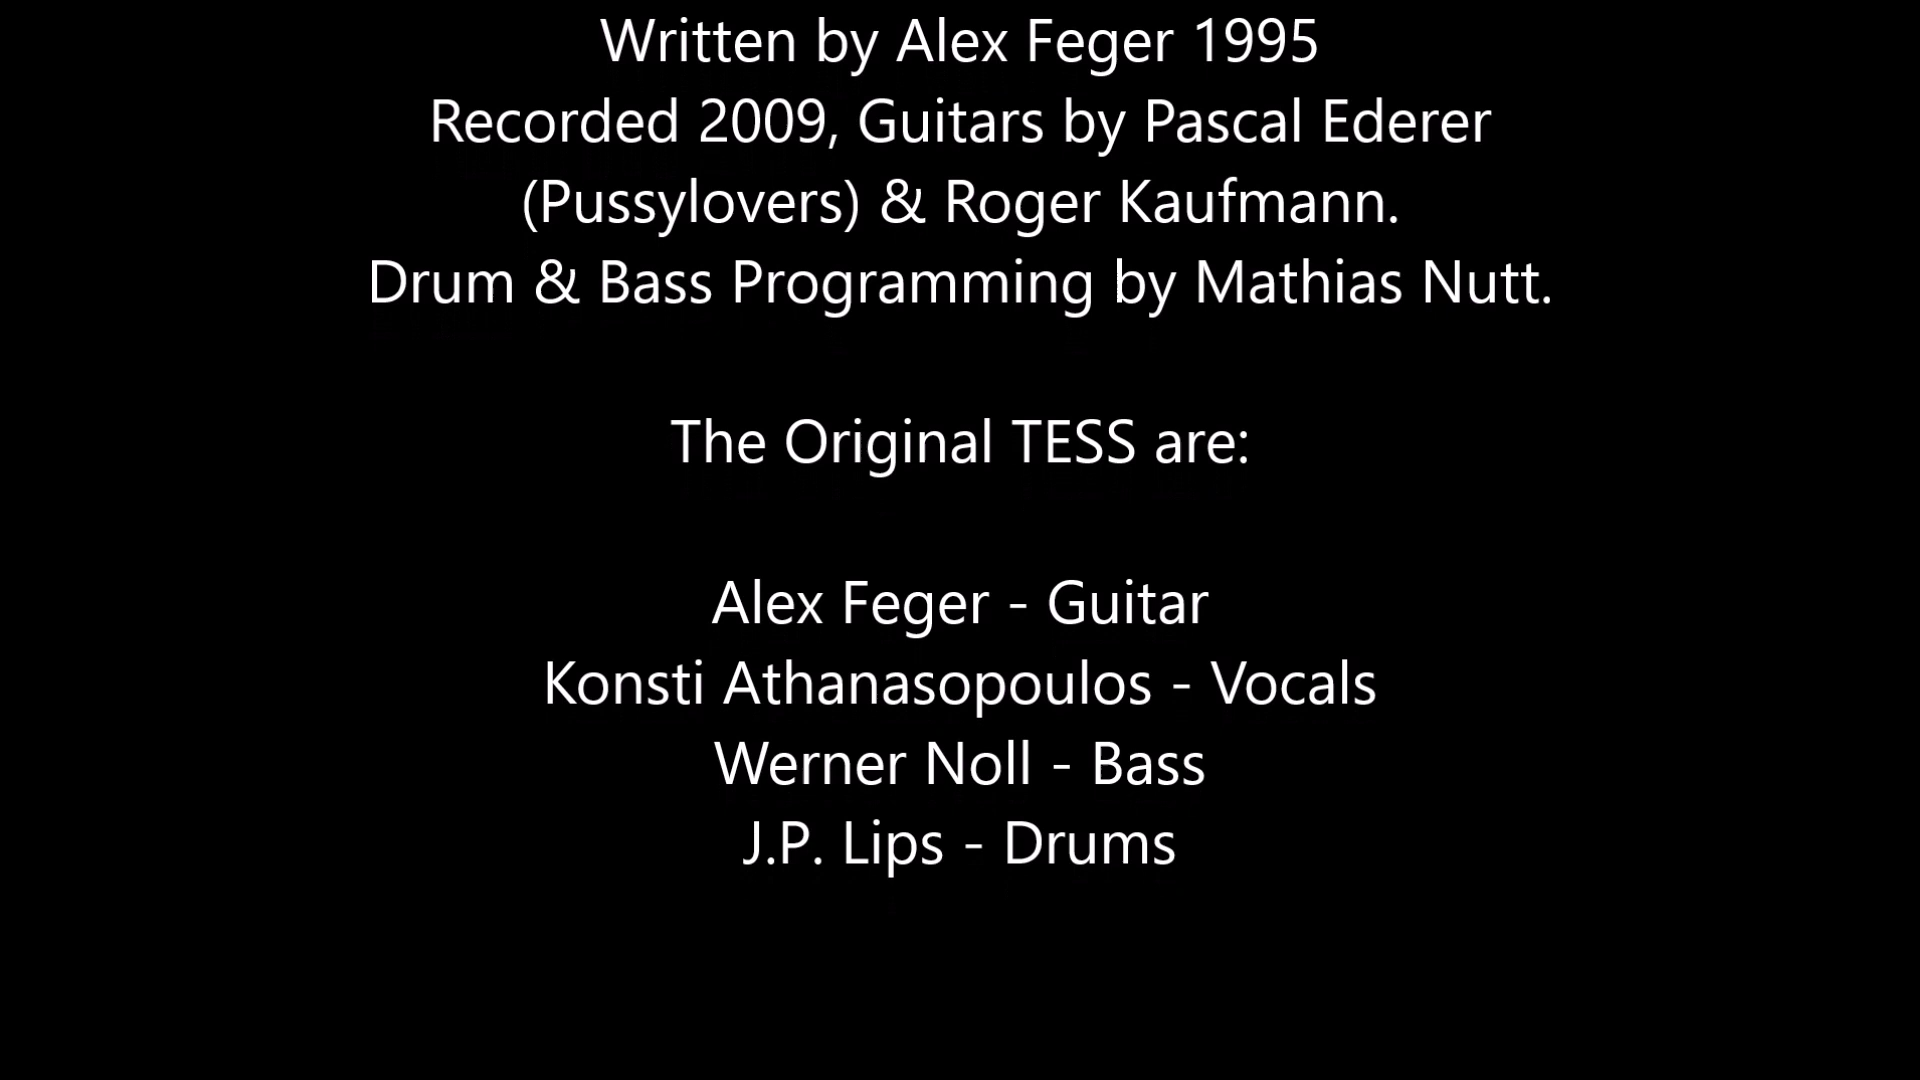 Written by Alex Feger 1995
Recorded 2009, Guitars by Pascal Ederer
(Pussylovers) & Roger Kaufmann.
Drum & Bass Programming by Mathias Nutt.
The Original TESS are:
Alex Feger - Guitar
Konsti Athanasopoulos - Vocals
Werner Noll - Bass
J.P. Lips - Drums